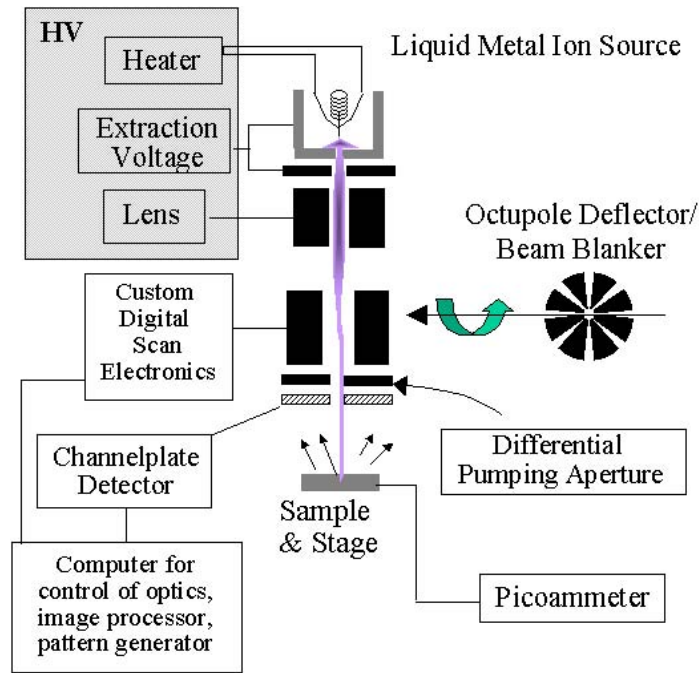 HV
Heater
Liquid Metal Ion Source
Extraction
Voltage
Lens
Octupole Deflector/
Beam Blanker
Custom
Digital
Scan
Electronics
Channelplate
Detector
Differential
Pumping Aperture
Sample
& Stage
Computer for
control of optics,
image processor,
pattern generator
Picoammeter